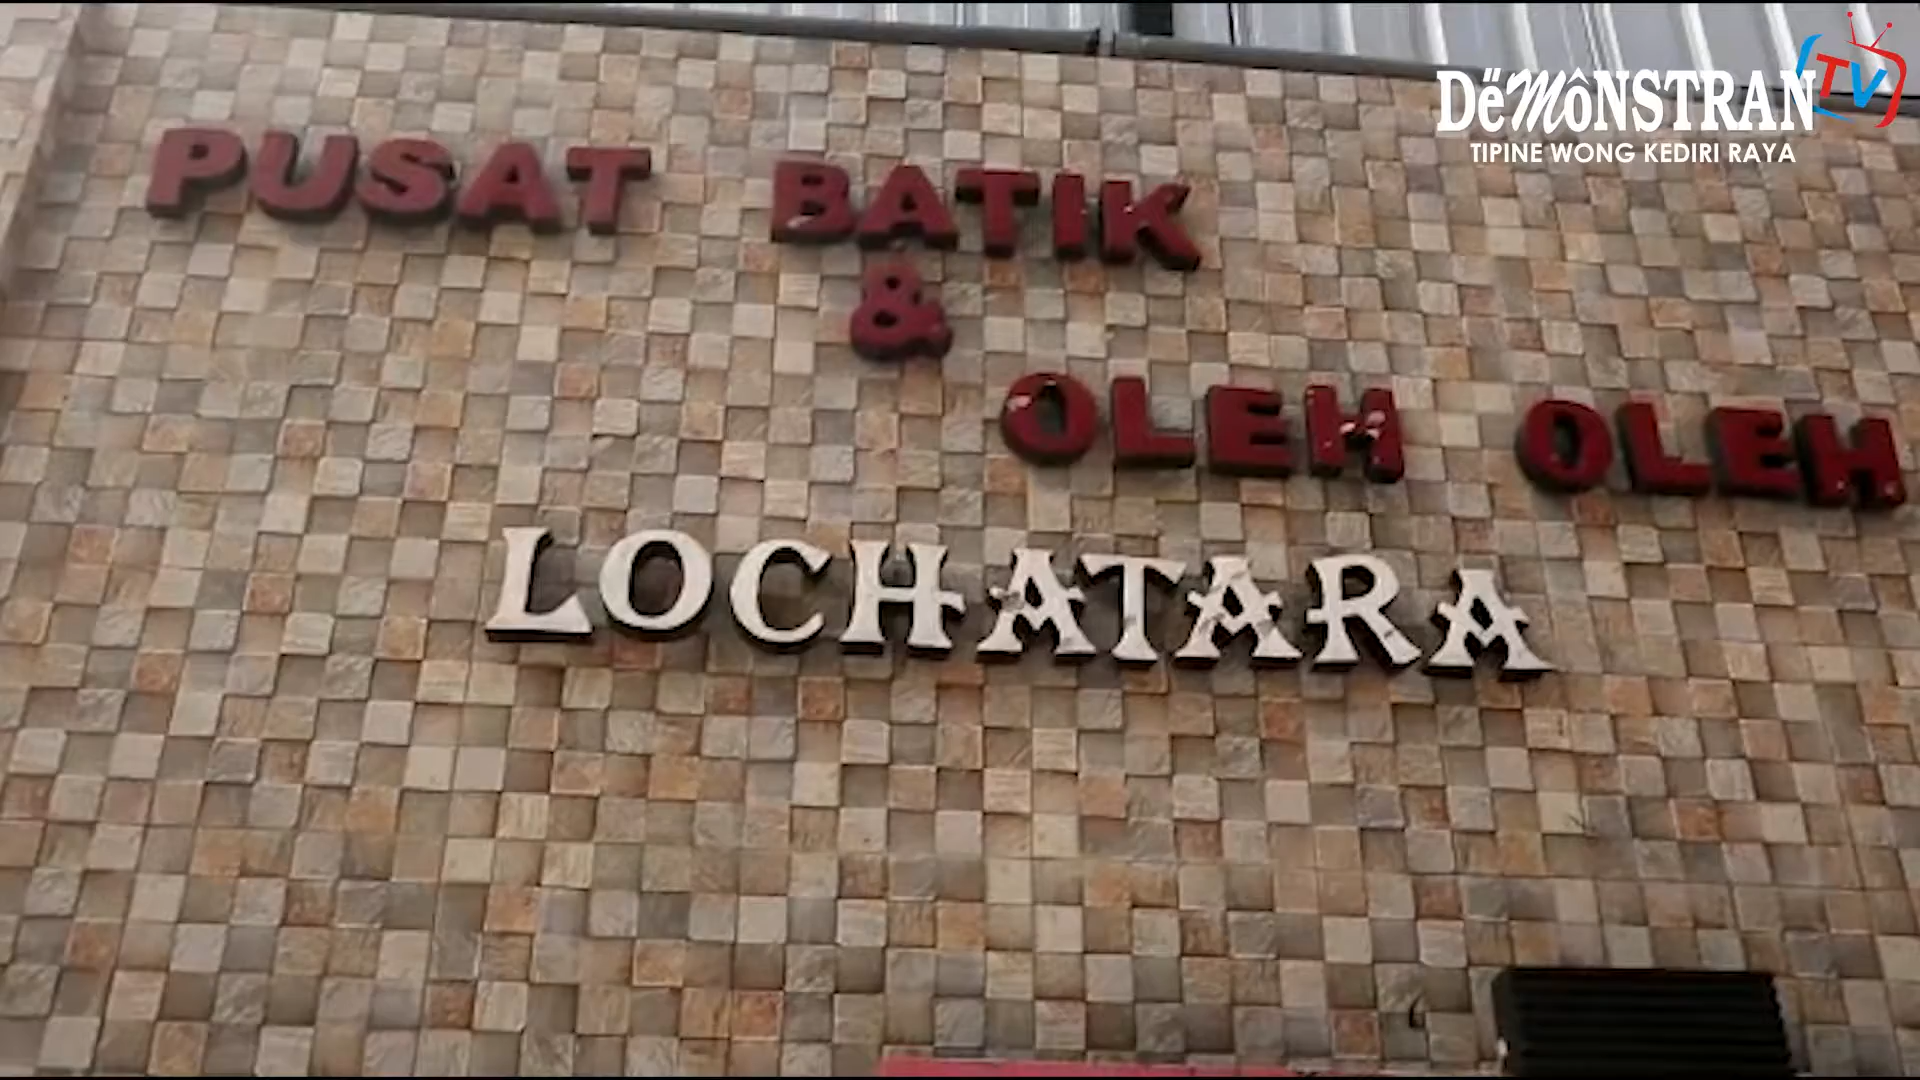 DëMôNSTRAN TV
TIPINE WONG KEDIRI RAYA
PUSAT BATIK
&
OLEH OLEH
LOCHATARA